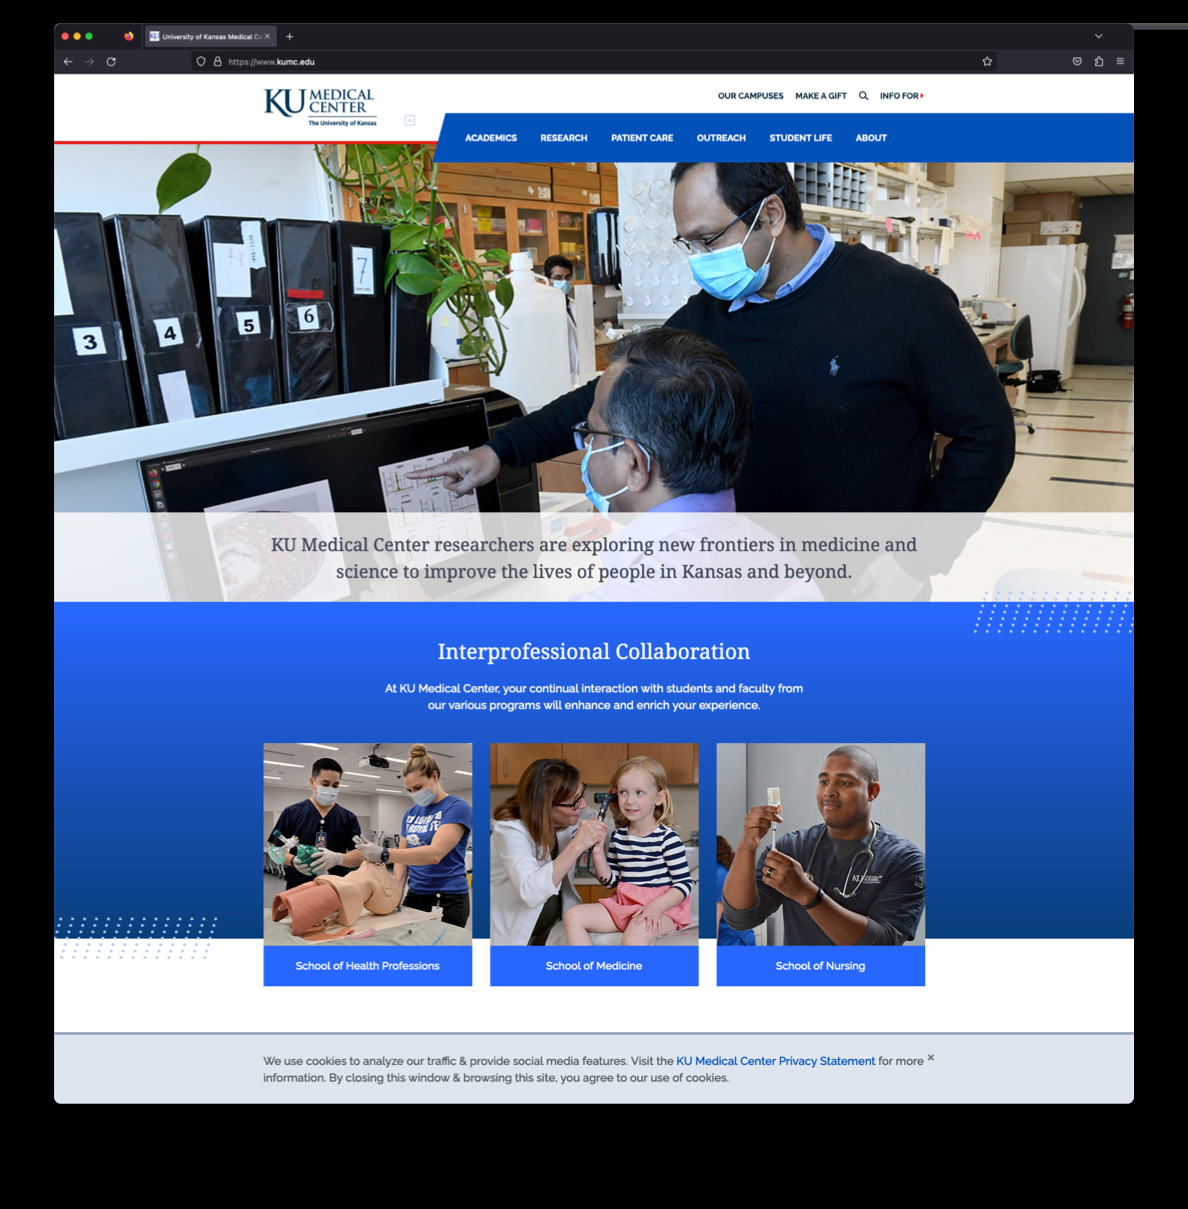 University of Kansas Medical Ce
https://www.kumc.edu
KU MEDICAL CENTER
The University of Kansas
OUR CAMPUSES MAKE A GIFT INFO FOR
ACADEMICS RESEARCH PATIENT CARE OUTREACH STUDENT LIFE ABOUT
3 4 5 6 7
5
KU Medical Center researchers are exploring new frontiers in medicine and
science to improve the lives of people in Kansas and beyond.
Interprofessional Collaboration
At KU Medical Center, your continual interaction with students and faculty from
our various programs will enhance and enrich your experience.
KU
School of Health Professions School of Medicine School of Nursing
We use cookies to analyze our traffic & provide social media features. Visit the KU Medical Center Privacy Statement for more
information. By closing this window & browsing this site, you agree to our use of cookies.